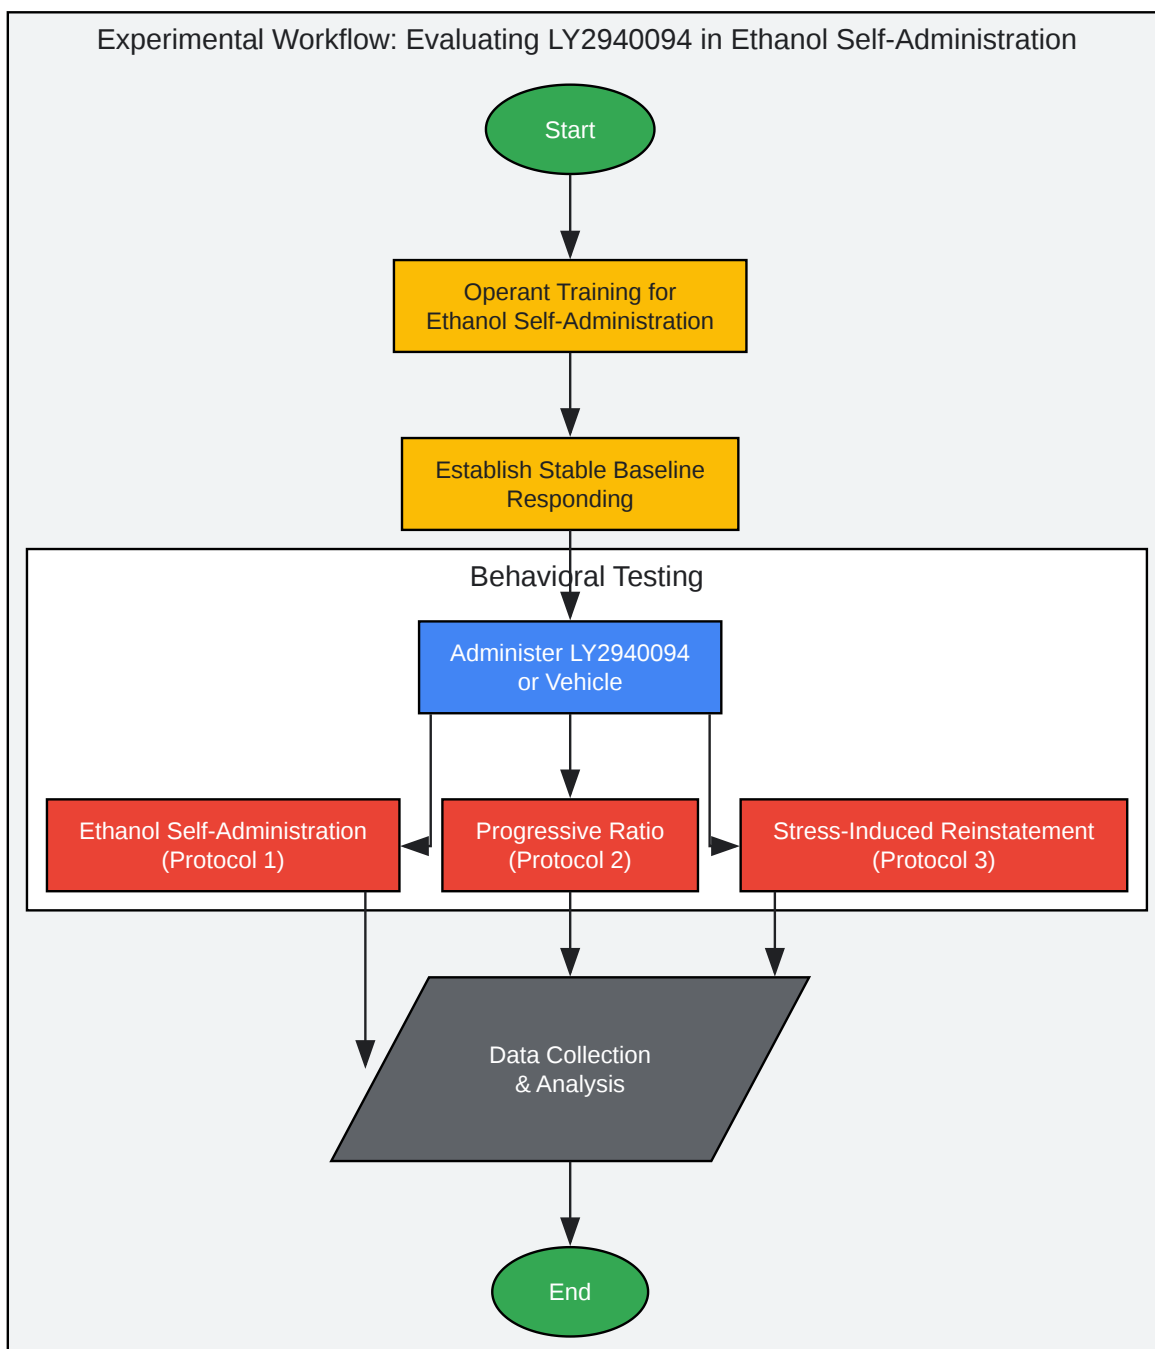 Experimental Workflow: Evaluating LY2940094 in Ethanol Self-Administration
Start
Operant Training for
Ethanol Self-Administration
Establish Stable Baseline
Responding
Behavioral Testing
Administer LY2940094
or Vehicle
Ethanol Self-Administration
(Protocol 1)
Progressive Ratio
(Protocol 2)
Stress-Induced Reinstatement
(Protocol 3)
Data Collection
& Analysis
End